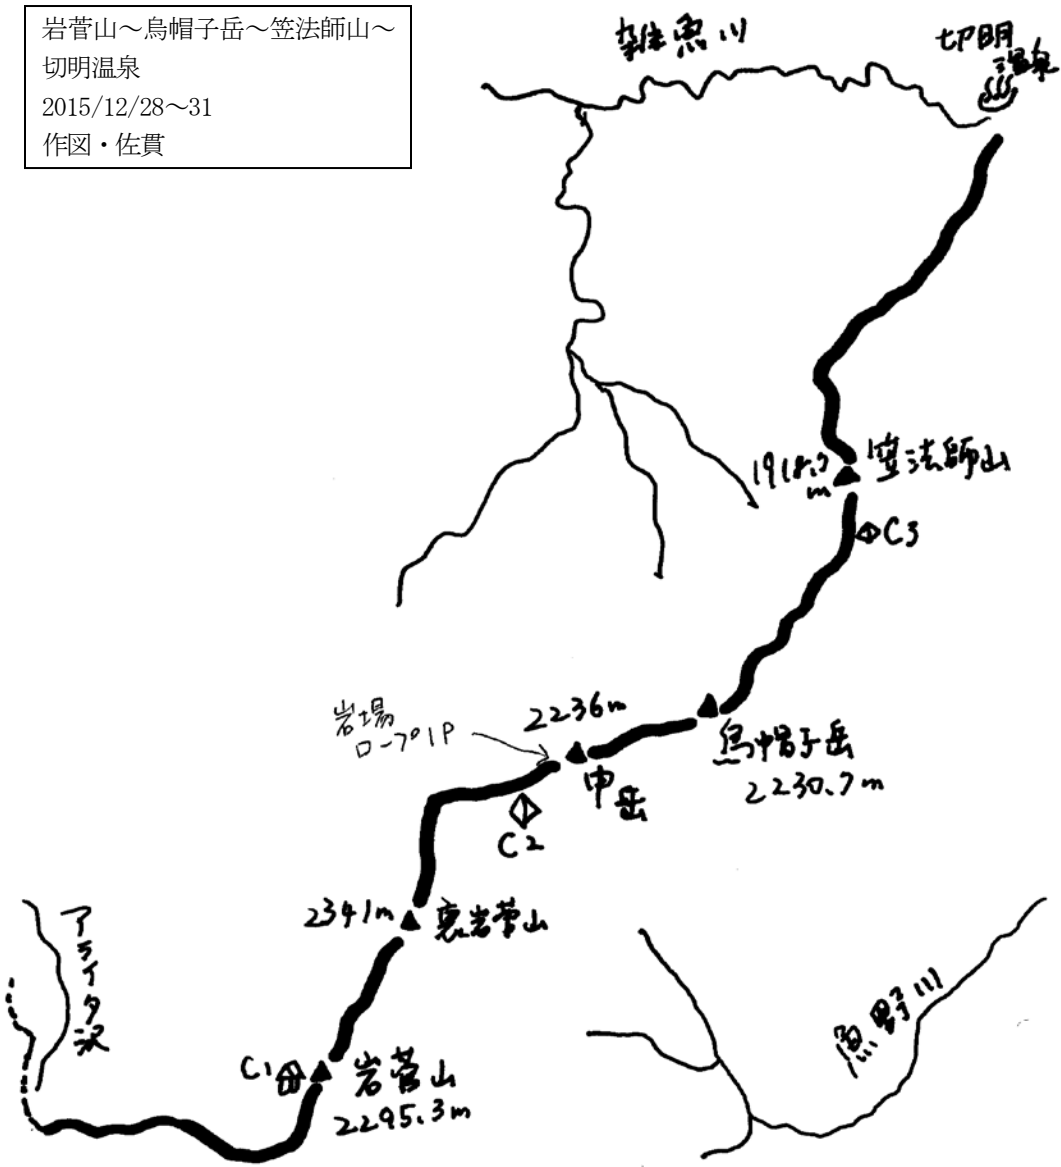 岩菅山～烏帽子岳～笠法師山～
切明温泉
2015/12/28～31
作図・佐貫
雑魚川
切明
温泉
1918.7
m
笠法師山
C3
2236m
岩場
ロープ1P
烏帽子岳
2230.7m
中岳
C2
2341m
裏岩菅山
アライタ沢
魚野川
C1
岩菅山
2295.3m